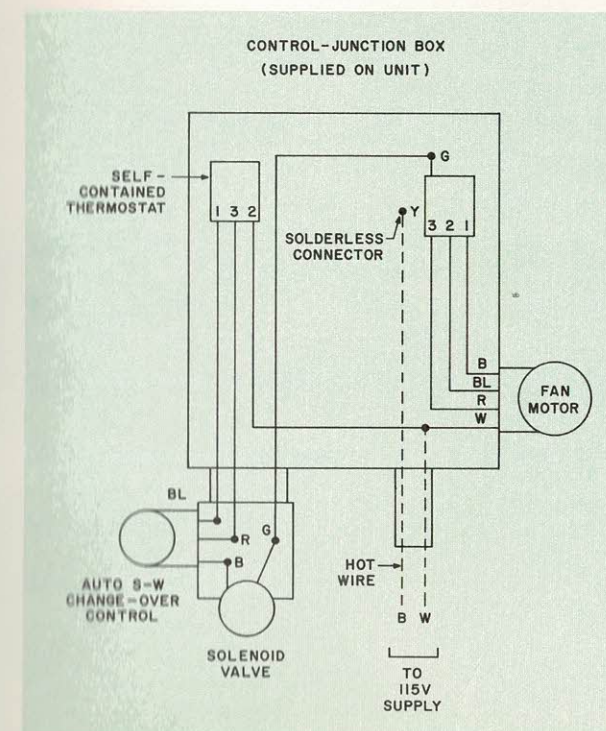 CONTROL-JUNCTION BOX
(SUPPLIED ON UNIT)
G
SELF-
CONTAINED
THERMOSTAT
1 3 2
Y
3 2 1
SOLDERLESS
CONNECTOR
B
BL
R
W
FAN
MOTOR
BL
R
G
B
HOT
WIRE
AUTO S-W
CHANGE-OVER
CONTROL
B W
SOLENOID
VALVE
TO
115V
SUPPLY